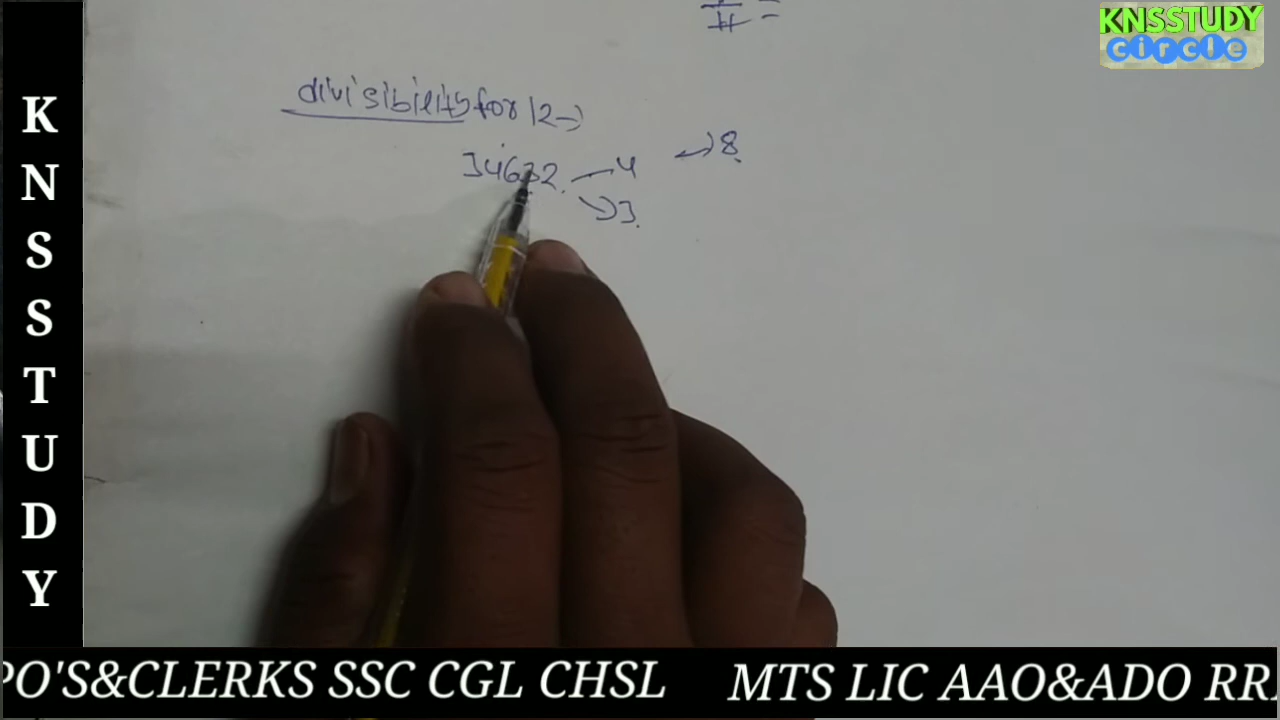 KNSSTUDY
circle
divisibility for 12→
34632 → 4
→ 8
→ 3
KNSSTUDY
PO'S&CLERKS SSC CGL CHSL MTS LIC AAO&ADO RR